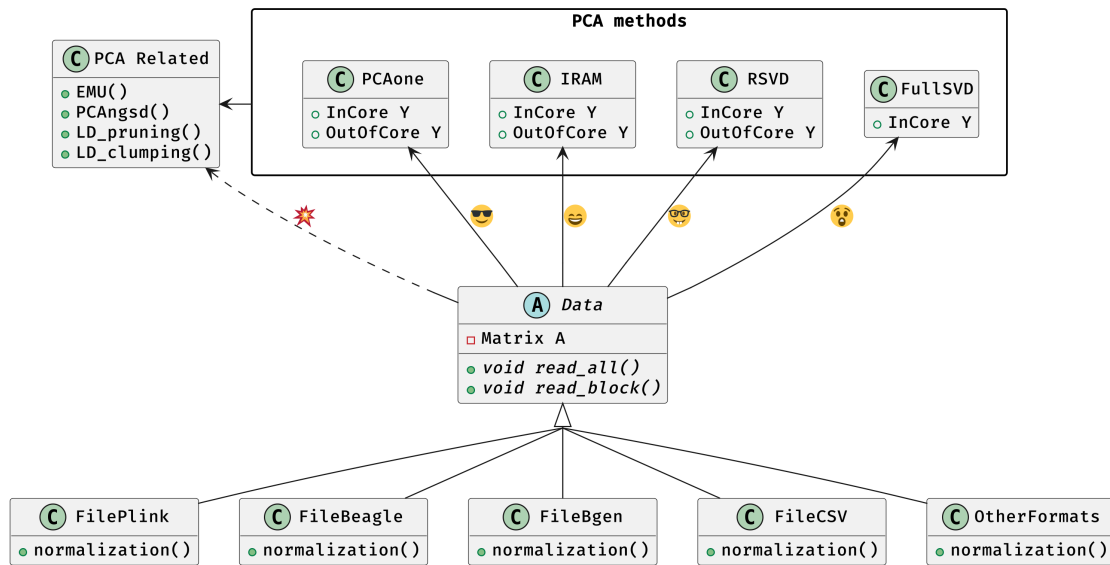 PCA methods
C PCA Related
EMU()
PCAngsd()
LD_pruning()
LD_clumping()
C PCAone
InCore Y
OutOfCore Y
C IRAM
InCore Y
OutOfCore Y
C RSVD
InCore Y
OutOfCore Y
C FullSVD
InCore Y
A Data
Matrix A
void read_all()
void read_block()
C FilePlink
normalization()
C FileBeagle
normalization()
C FileBgen
normalization()
C FileCSV
normalization()
C OtherFormats
normalization()